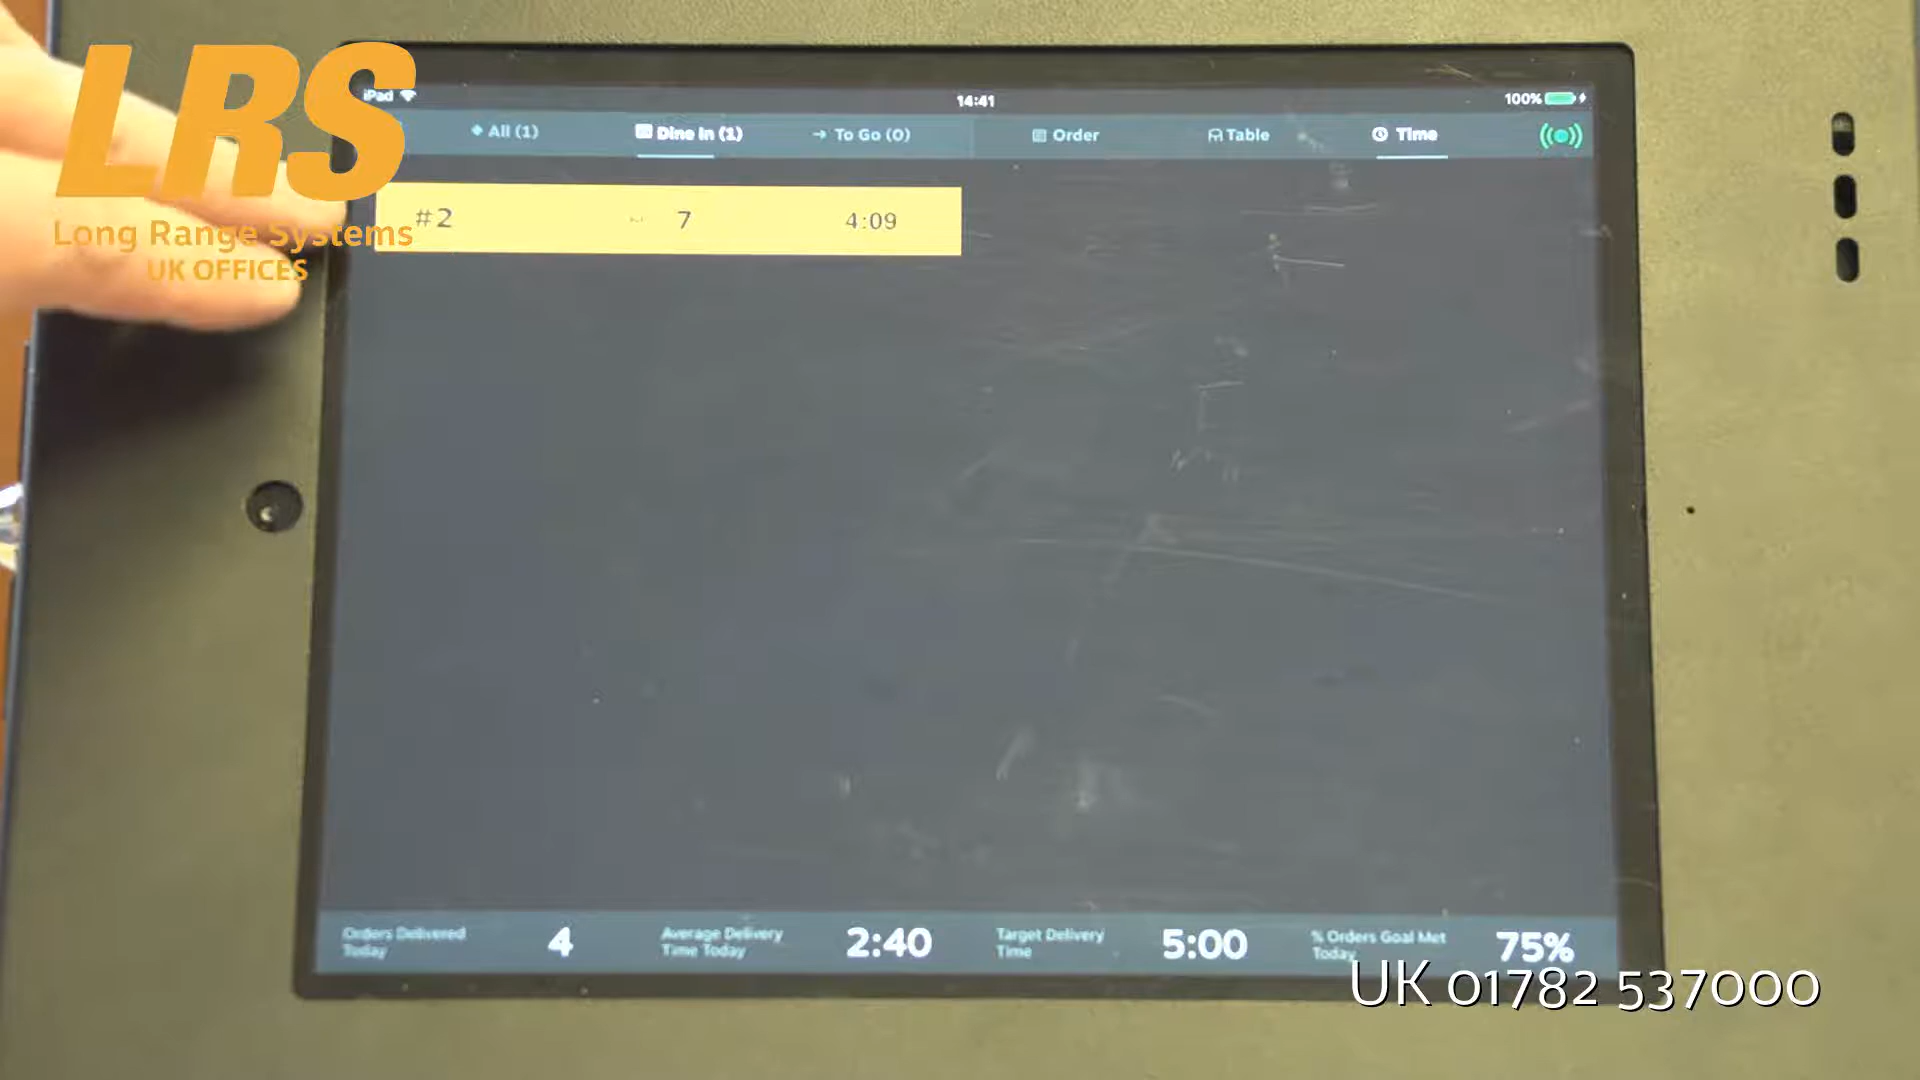 LRS
Long Range Systems
UK OFFICES
iPad
14:41
100%
All (1)
Dine In (1)
To Go (0)
Order
Table
Time
#2
7
4:09
Orders Delivered
Today
4
Average Delivery
Time Today
2:40
Target Delivery
Time
5:00
% Orders Goal Met
Today
75%
UK 01782 537000